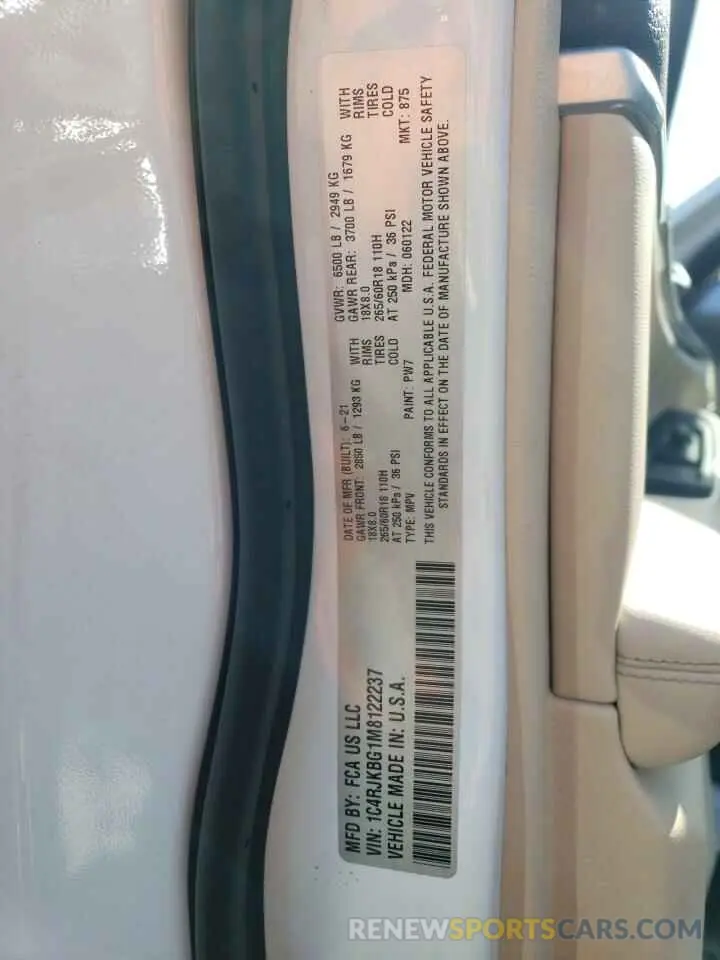 MFD BY: FCA US LLC
VIN: 1C4RJKBG1M8122237
VEHICLE MADE IN: U.S.A.
DATE OF MFR (BUILT): 6-21
GAWR FRONT: 2850 LB / 1293 KG WITH
18X8.0 RIMS
265/60R18 110H TIRES
AT 250 kPa / 36 PSI COLD
TYPE: MPV PAINT: PW7
GVWR: 6500 LB / 2949 KG
GAWR REAR: 3700 LB / 1679 KG WITH
18X8.0 RIMS
265/60R18 110H TIRES
AT 250 kPa / 36 PSI COLD
MDH: 060122 MKT: 875
THIS VEHICLE CONFORMS TO ALL APPLICABLE U.S.A. FEDERAL MOTOR VEHICLE SAFETY
STANDARDS IN EFFECT ON THE DATE OF MANUFACTURE SHOWN ABOVE.
RENEWSPORTSCARS.COM